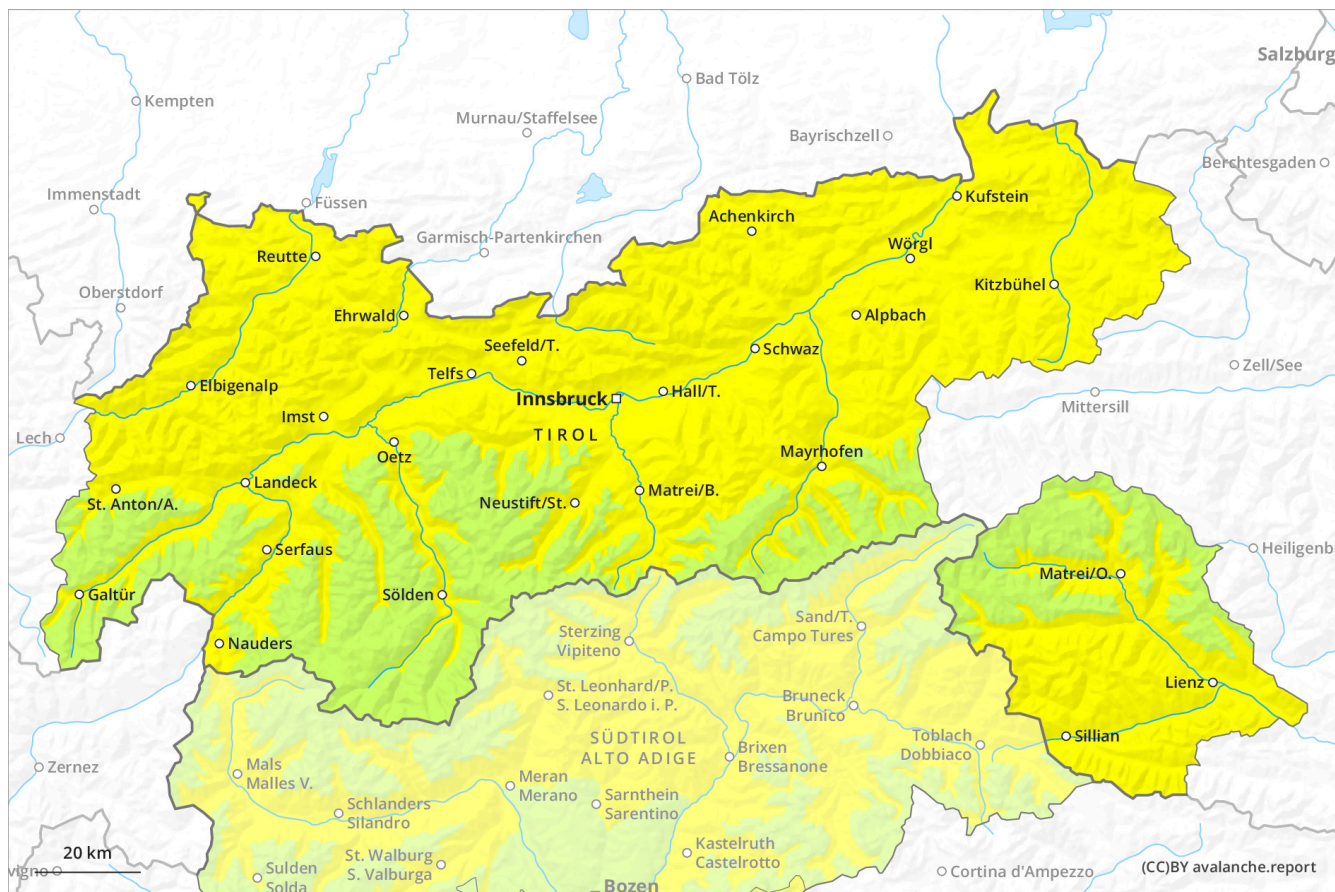 Salzburg
Bad Tölz
Kempten
Murnau/Staffelsee
Bayrischzell
Berchtesgaden
Immenstadt
Füssen
Kufstein
Achenkirch
Garmisch-Partenkirchen
Wörgl
Reutte
Oberstdorf
Kitzbühel
Ehrwald
Alpbach
Seefeld/T.
Schwaz
Telfs
Zell/See
Elbigenalp
Hall/T.
Innsbruck
Mittersill
Imst
Lech
TIROL
Oetz
Mayrhofen
Landeck
St. Anton/A.
Neustift/St.
Matrei/B.
Serfaus
Heiligenb
Matrei/O.
Galtür
Sölden
Sand/T.
Campo Tures
Sterzing
Vipiteno
Nauders
Lienz
St. Leonhard/P.
S. Leonardo i. P.
Bruneck
Brunico
SÜDTIROL
ALTO ADIGE
Sillian
Toblach
Dobbiaco
Brixen
Bressanone
Zernez
Mals
Malles V.
Meran
Merano
Schlanders
Silandro
Sarnthein
Sarentino
Kastelruth
Castelrotto
20 km
St. Walburg
S. Valburga
vigno
Sulden
Solda
Cortina d'Ampezzo
(CC)BY avalanche.report
Bozen